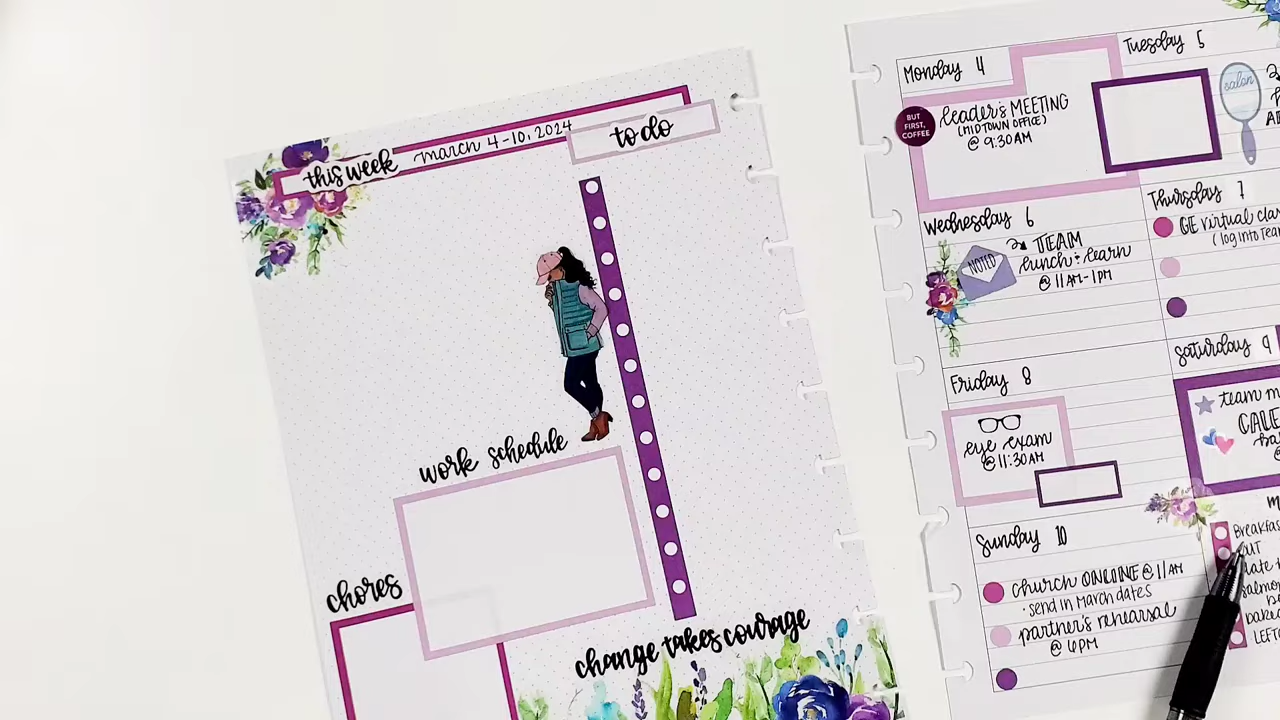 this week march 4-10, 2024
to do
work schedule
chores
change takes courage
Monday 4
BUT
FIRST,
COFFEE
leader's MEETING
(MIDTOWN OFFICE)
@ 9:30AM
Tuesday 5
salon
Wednesday 6
NOTED
TEAM
lunch & learn
@ 11AM-1PM
Thursday 7
GE virtual
Friday 8
eye exam
@ 11:30AM
Saturday 9
team
Sunday 10
church ONLINE @ 11AM
• send in March dates
partner's rehearsal
@ 6PM